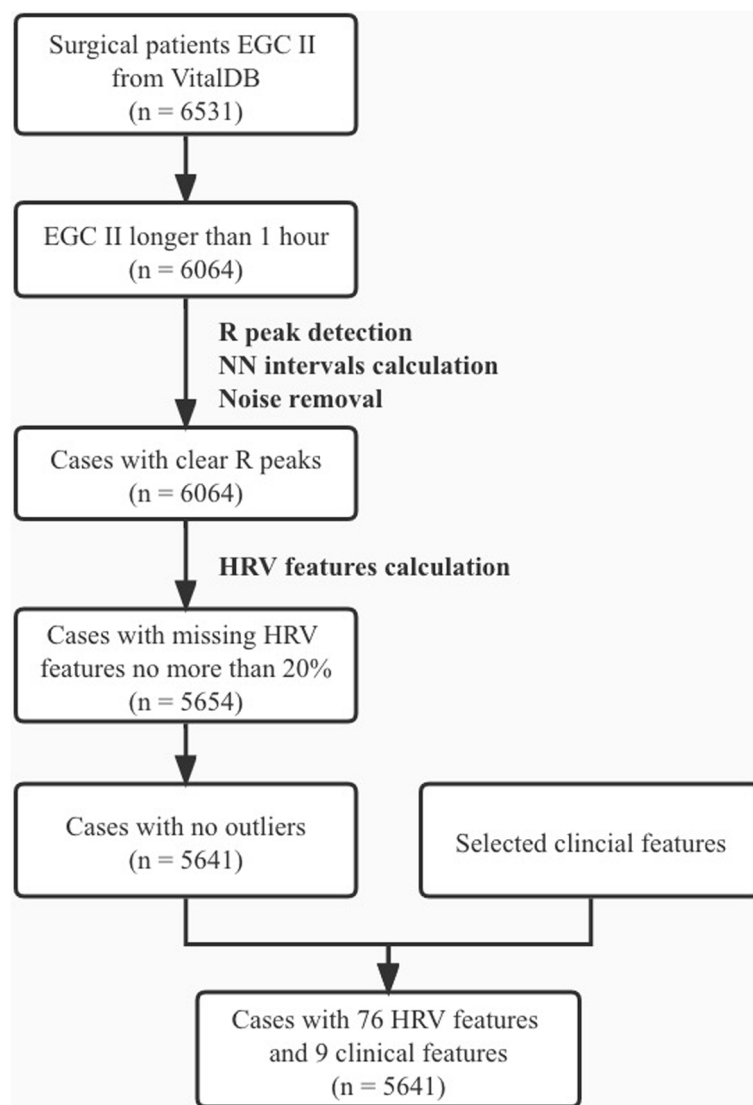 Surgical patients EGC II
from VitalDB
(n = 6531)
EGC II longer than 1 hour
(n = 6064)
R peak detection
NN intervals calculation
Noise removal
Cases with clear R peaks
(n = 6064)
HRV features calculation
Cases with missing HRV
features no more than 20%
(n = 5654)
Cases with no outliers
(n = 5641)
Selected clincial features
Cases with 76 HRV features
and 9 clinical features
(n = 5641)